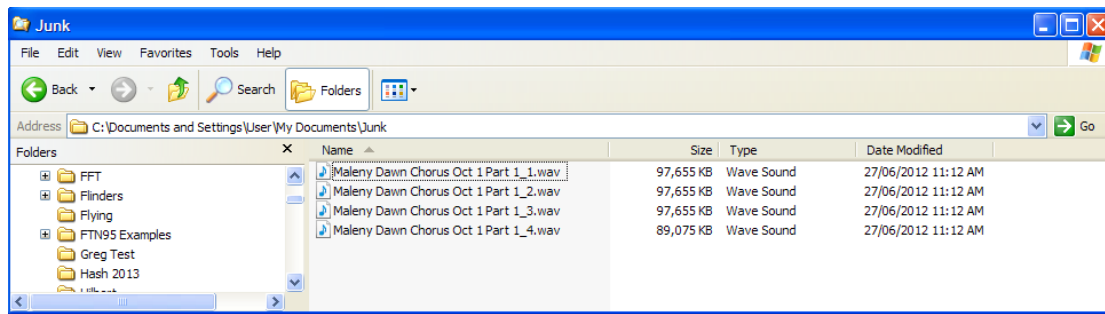 Junk
File Edit View Favorites Tools Help
Back Search Folders
Address C:\Documents and Settings\User\My Documents\Junk Go
Folders Name Size Type Date Modified
FFT
Flinders
Flying
FTN95 Examples
Greg Test
Hash 2013
Maleny Dawn Chorus Oct 1 Part 1_1.wav 97,655 KB Wave Sound 27/06/2012 11:12 AM
Maleny Dawn Chorus Oct 1 Part 1_2.wav 97,655 KB Wave Sound 27/06/2012 11:12 AM
Maleny Dawn Chorus Oct 1 Part 1_3.wav 97,655 KB Wave Sound 27/06/2012 11:12 AM
Maleny Dawn Chorus Oct 1 Part 1_4.wav 89,075 KB Wave Sound 27/06/2012 11:12 AM